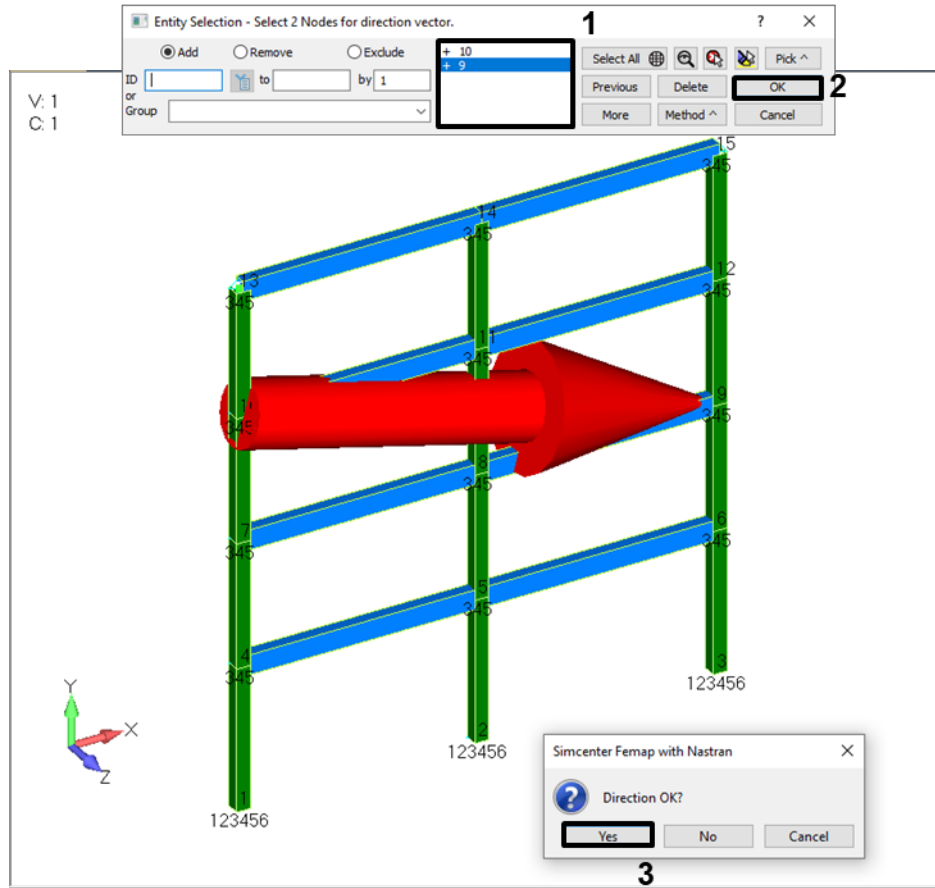 Entity Selection - Select 2 Nodes for direction vector.
? ×
1
Add Remove Exclude
+ 10
+ 9
Select All Pick ^
ID to by 1
Previous Delete OK
2
or
Group
More Method ^ Cancel
V: 1
C: 1
15
345
14
345
13
345
12
345
11
345
9
345
345
8
345
7
345
6
345
5
345
4
345
3
123456
2
123456
1
123456
Y
X
Z
Simcenter Femap with Nastran ×
? Direction OK?
Yes No Cancel
3